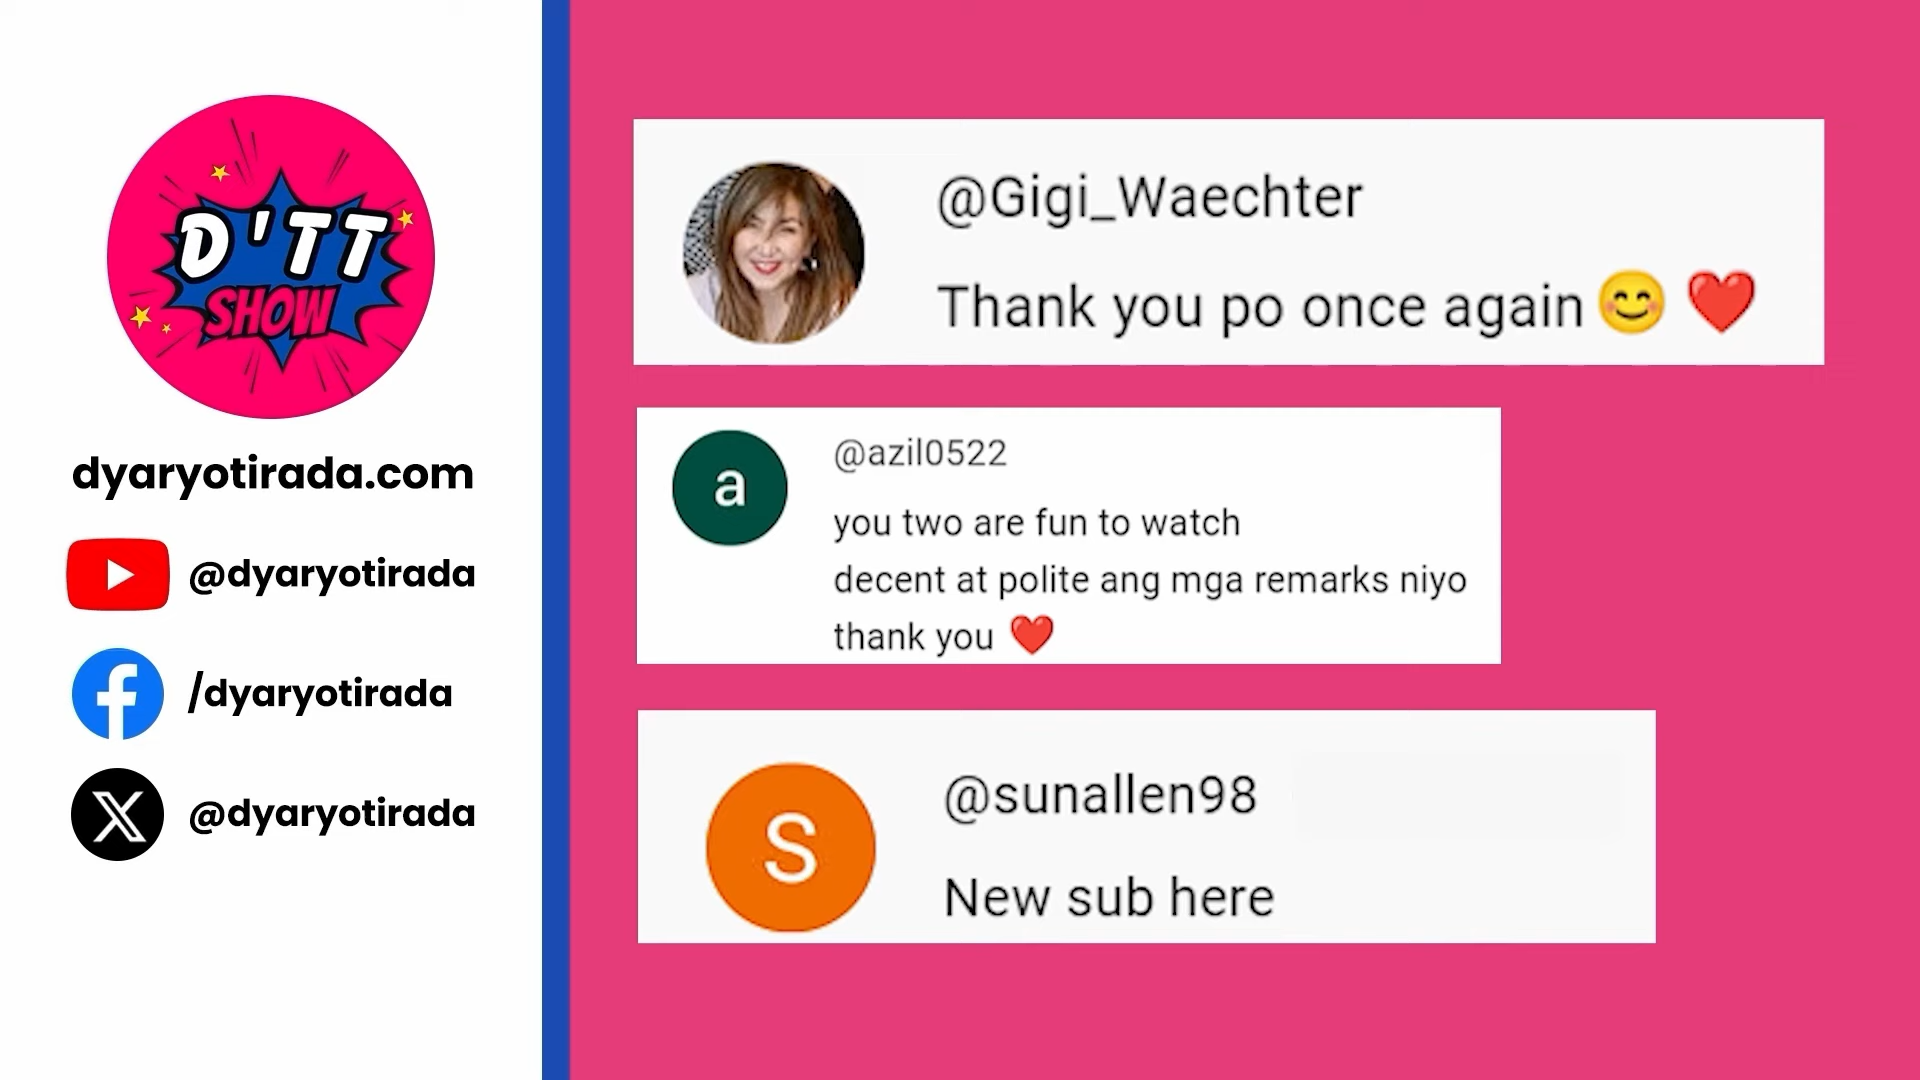 D'TT
SHOW
dyaryotirada.com
@dyaryotirada
/dyaryotirada
@dyaryotirada
@Gigi_Waechter
Thank you po once again😊 ❤️
a
@azil0522
you two are fun to watch
decent at polite ang mga remarks niyo
thank you ❤️
S
@sunallen98
New sub here